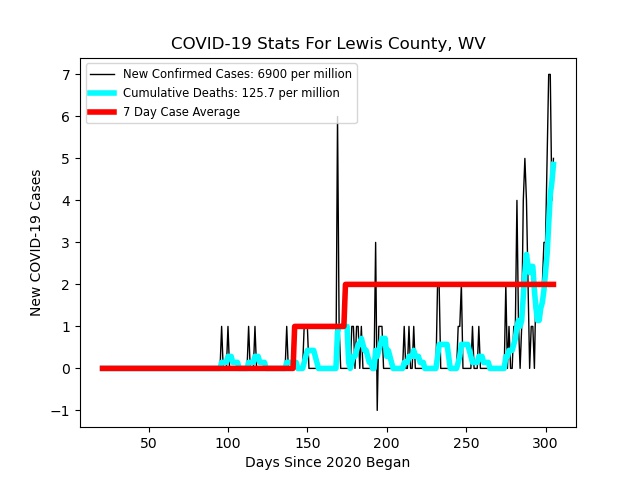 COVID-19 Stats For Lewis County, WV
New Confirmed Cases: 6900 per million
Cumulative Deaths: 125.7 per million
7 Day Case Average
7
6
5
4
3
2
1
0
−1
New COVID-19 Cases
50 100 150 200 250 300
Days Since 2020 Began